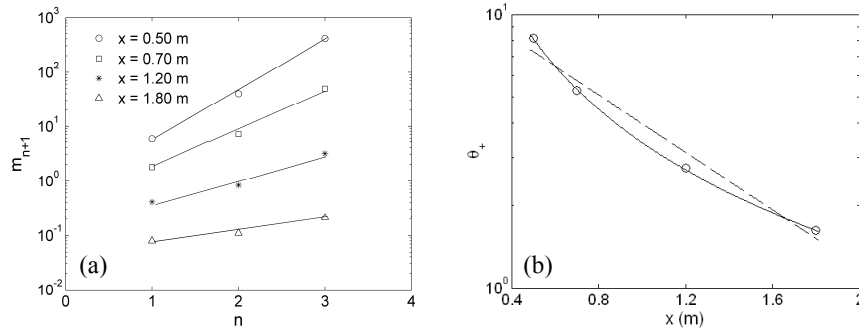 10³
10²
10¹
10⁰
10⁻¹
10⁻²
m_{n+1}
x = 0.50 m
x = 0.70 m
x = 1.20 m
x = 1.80 m
(a)
0 1 2 3 4
n
10¹
10⁰
θ₊
(b)
0.4 0.8 1.2 1.6 2
x (m)